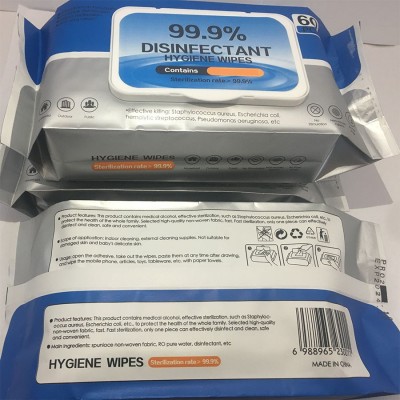 99.9%
60
DISINFECTANT
HYGIENE WIPES
Contains
Sterilization rate > 99.9%
•Effective killing: Staphylococcus aureus, Escherichia coli,
hemolytic streptococcus, Pseudomonas aeruginosa, etc
HYGIENE WIPES
Sterilization rate > 99.9%
Product features: This product contains medical alcohol, effective sterilization, such as Staphylococcus aureus, Escherichia coli, etc.,
to protect the health of the whole family. Selected high-quality non-woven fabric, fast, Fast sterilization, only one piece can effectively
disinfect and clean, safe and convenient.
Scope of application: indoor cleaning, external cleaning supplies. Not suitable for
damaged skin and baby's delicate skin.
Usage: open the adhesive, take out the wipes, paste them at any time after drawing,
and wipe the mobile phone, articles, toys, tableware, etc. with paper towels.
PROD
EXP 202
Product features: This product contains medical alcohol, effective sterilization, such as Staphyloc-
occus aureus, Escherichia coli, etc., to protect the health of the whole family. Selected high-quality
non-woven fabric, fast, Fast sterilization, only one piece can effectively disinfect and clean, safe
and convenient.
Main ingredients: spunlace non-woven fabric, RO pure water, disinfectant, etc.
HYGIENE WIPES
Sterilization rate > 99.9%
6 988965
MADE IN CHINA